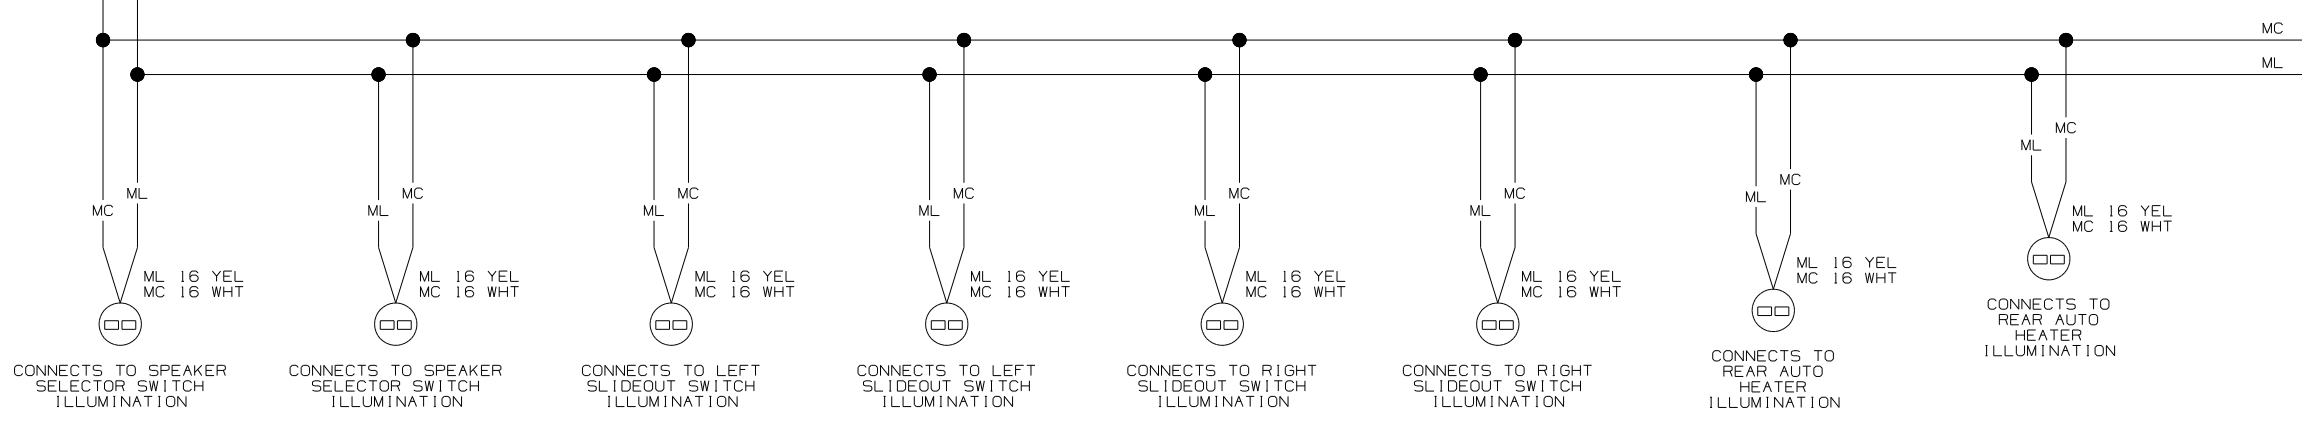 MC
ML
MC
ML
ML 16 YEL
MC 16 WHT
CONNECTS TO SPEAKER
SELECTOR SWITCH
ILLUMINATION
ML
MC
ML 16 YEL
MC 16 WHT
CONNECTS TO SPEAKER
SELECTOR SWITCH
ILLUMINATION
ML
MC
ML 16 YEL
MC 16 WHT
CONNECTS TO LEFT
SLIDEOUT SWITCH
ILLUMINATION
ML
MC
ML 16 YEL
MC 16 WHT
CONNECTS TO LEFT
SLIDEOUT SWITCH
ILLUMINATION
ML
MC
ML 16 YEL
MC 16 WHT
CONNECTS TO RIGHT
SLIDEOUT SWITCH
ILLUMINATION
ML
MC
ML 16 YEL
MC 16 WHT
CONNECTS TO RIGHT
SLIDEOUT SWITCH
ILLUMINATION
ML
MC
ML 16 YEL
MC 16 WHT
CONNECTS TO
REAR AUTO
HEATER
ILLUMINATION
ML
MC
ML 16 YEL
MC 16 WHT
CONNECTS TO
REAR AUTO
HEATER
ILLUMINATION